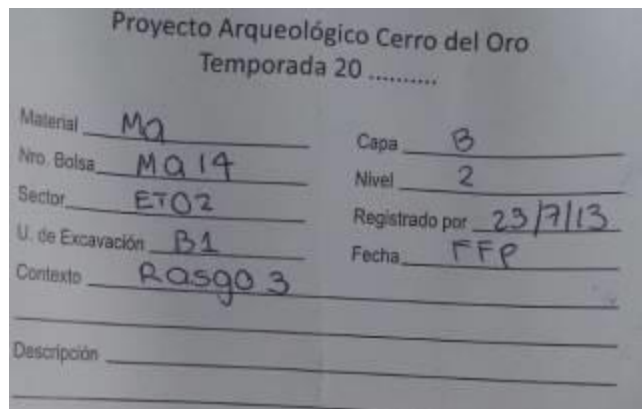 Proyecto Arqueológico Cerro del Oro
Temporada 20 ..........
Material Ma
Nro. Bolsa Ma 14
Sector ET02
U. de Excavación B1
Contexto Rasgo 3
Capa B
Nivel 2
Registrado por 23/7/13
Fecha FFP
Descripción